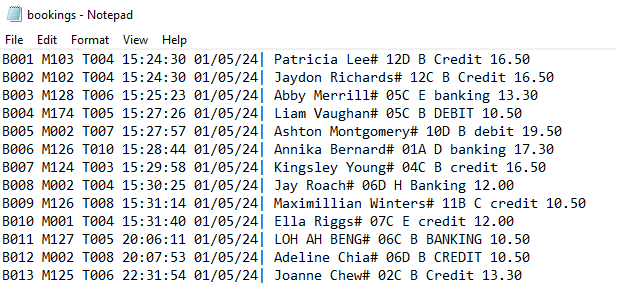 bookings - Notepad
File Edit Format View Help
B001 M103 T004 15:24:30 01/05/24| Patricia Lee# 12D B Credit 16.50
B002 M102 T004 15:24:30 01/05/24| Jaydon Richards# 12C B Credit 16.50
B003 M128 T006 15:25:23 01/05/24| Abby Merrill# 05C E banking 13.30
B004 M174 T005 15:27:26 01/05/24| Liam Vaughan# 05C B DEBIT 10.50
B005 M002 T007 15:27:57 01/05/24| Ashton Montgomery# 10D B debit 19.50
B006 M126 T010 15:28:44 01/05/24| Annika Bernard# 01A D banking 17.30
B007 M124 T003 15:29:58 01/05/24| Kingsley Young# 04C B credit 16.50
B008 M002 T004 15:30:25 01/05/24| Jay Roach# 06D H Banking 12.00
B009 M126 T008 15:31:14 01/05/24| Maximillian Winters# 11B C credit 10.50
B010 M001 T004 15:31:40 01/05/24| Ella Riggs# 07C E credit 12.00
B011 M127 T005 20:06:11 01/05/24| LOH AH BENG# 06C B BANKING 10.50
B012 M002 T008 20:07:53 01/05/24| Adeline Chia# 06D B CREDIT 10.50
B013 M125 T006 22:31:54 01/05/24| Joanne Chew# 02C B Credit 13.30